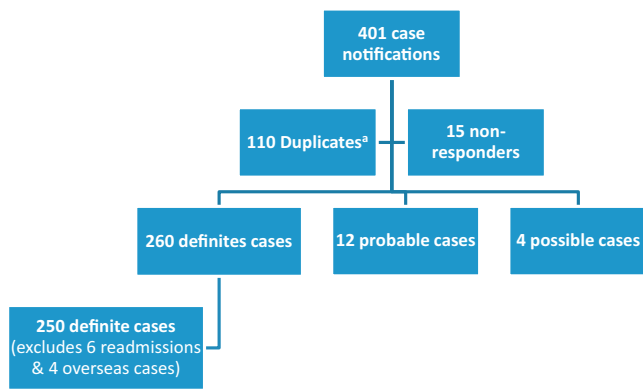 401 case
notifications
110 Duplicatesᵃ
15 non-
responders
260 definites cases
12 probable cases
4 possible cases
250 definite cases
(excludes 6 readmissions
& 4 overseas cases)